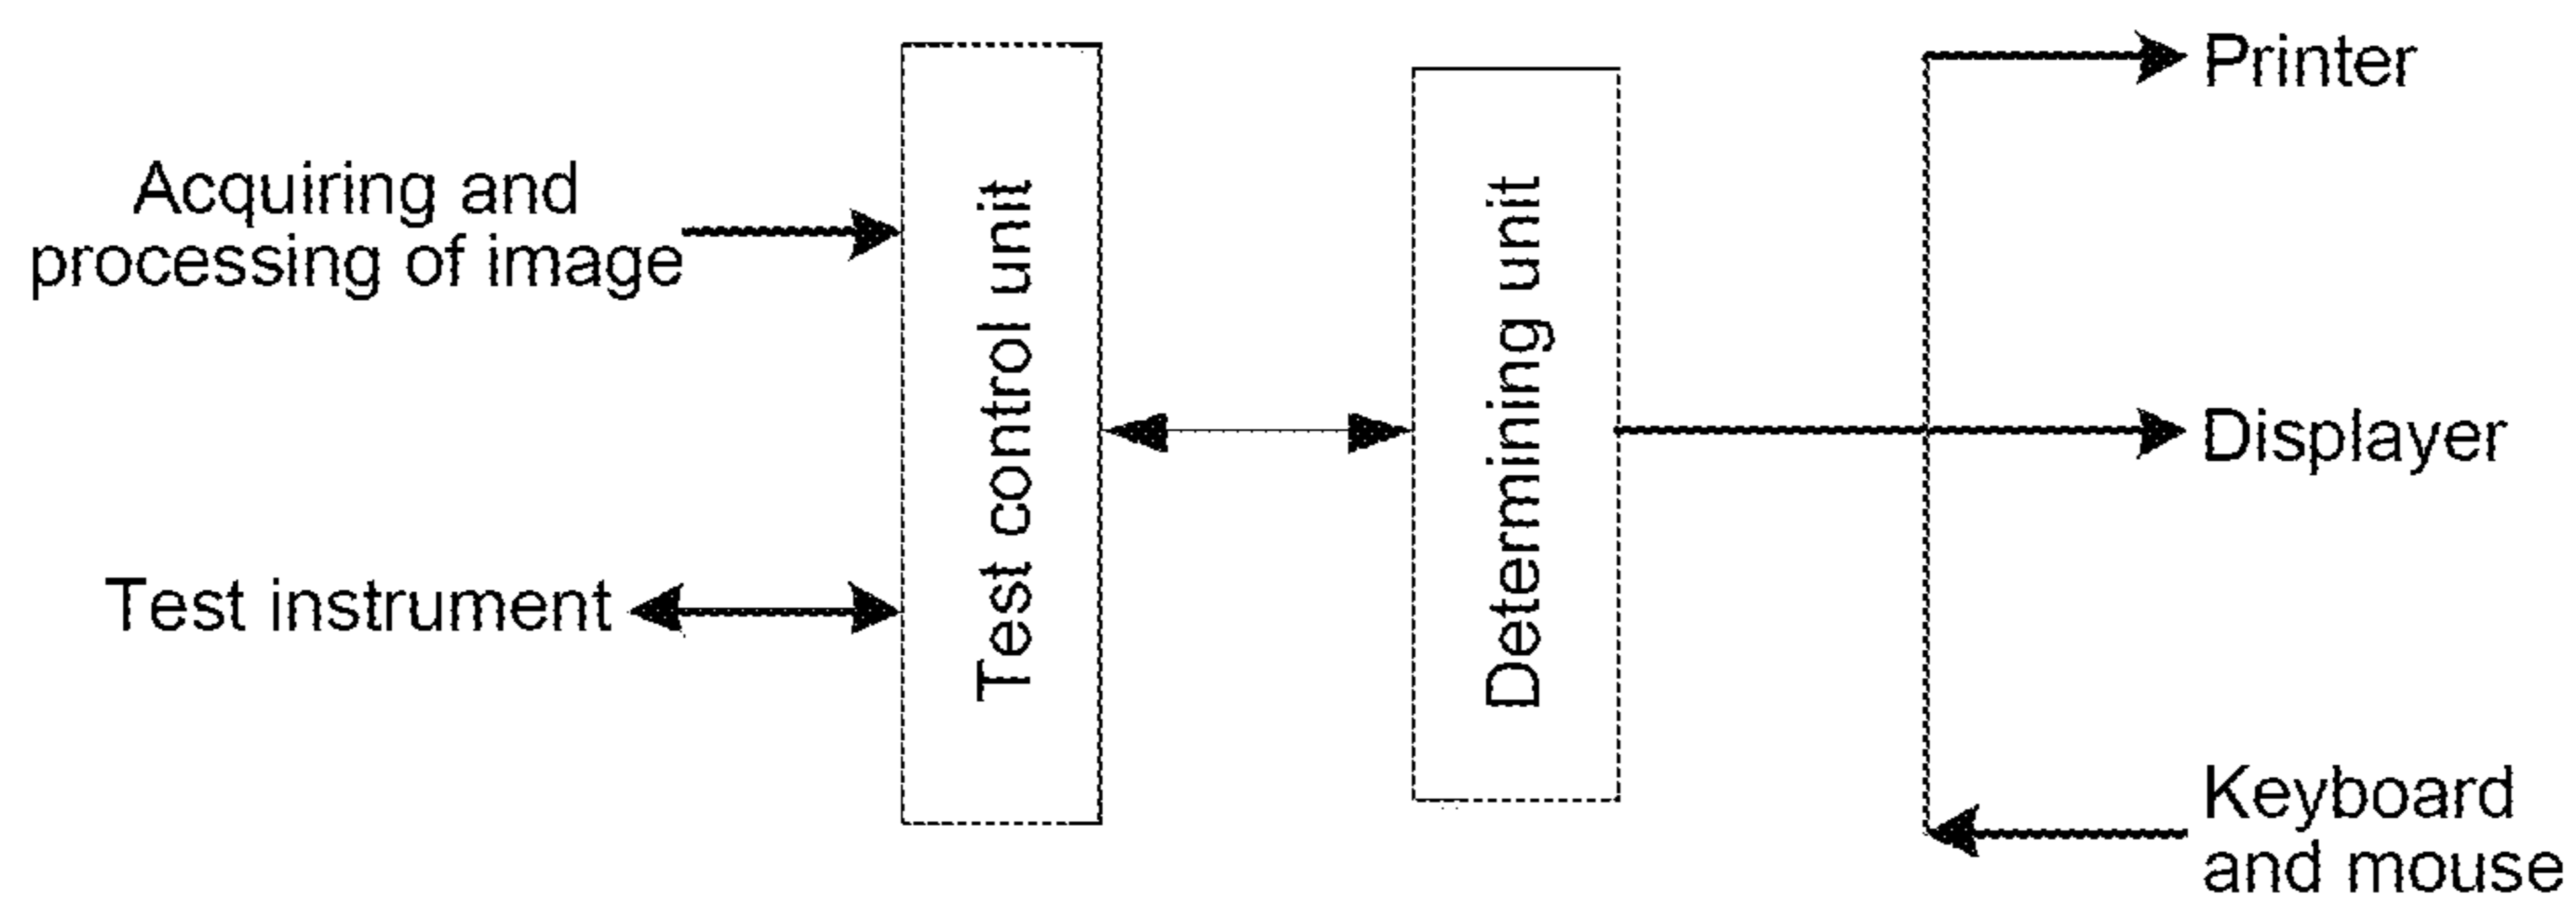 Acquiring and
processing of image
Test instrument
Test control unit
Determining unit
Printer
Displayer
Keyboard
and mouse